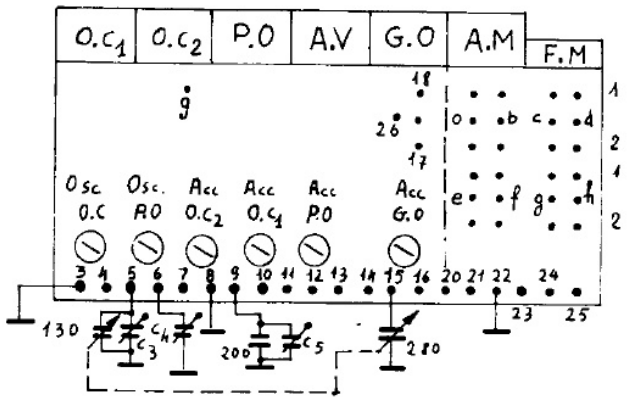 O.C1 O.C2 P.O A.V G.O A.M F.M
18 1
g 26 o b c d
17 2
1
Osc Osc. Acc Acc Acc Acc e f g h
O.C P.O O.C2 O.C1 P.O G.O 2
3 4 5 6 7 8 9 10 11 12 13 14 15 16 20 21 22 24
23 25
130 C3 C4 200 C5 280